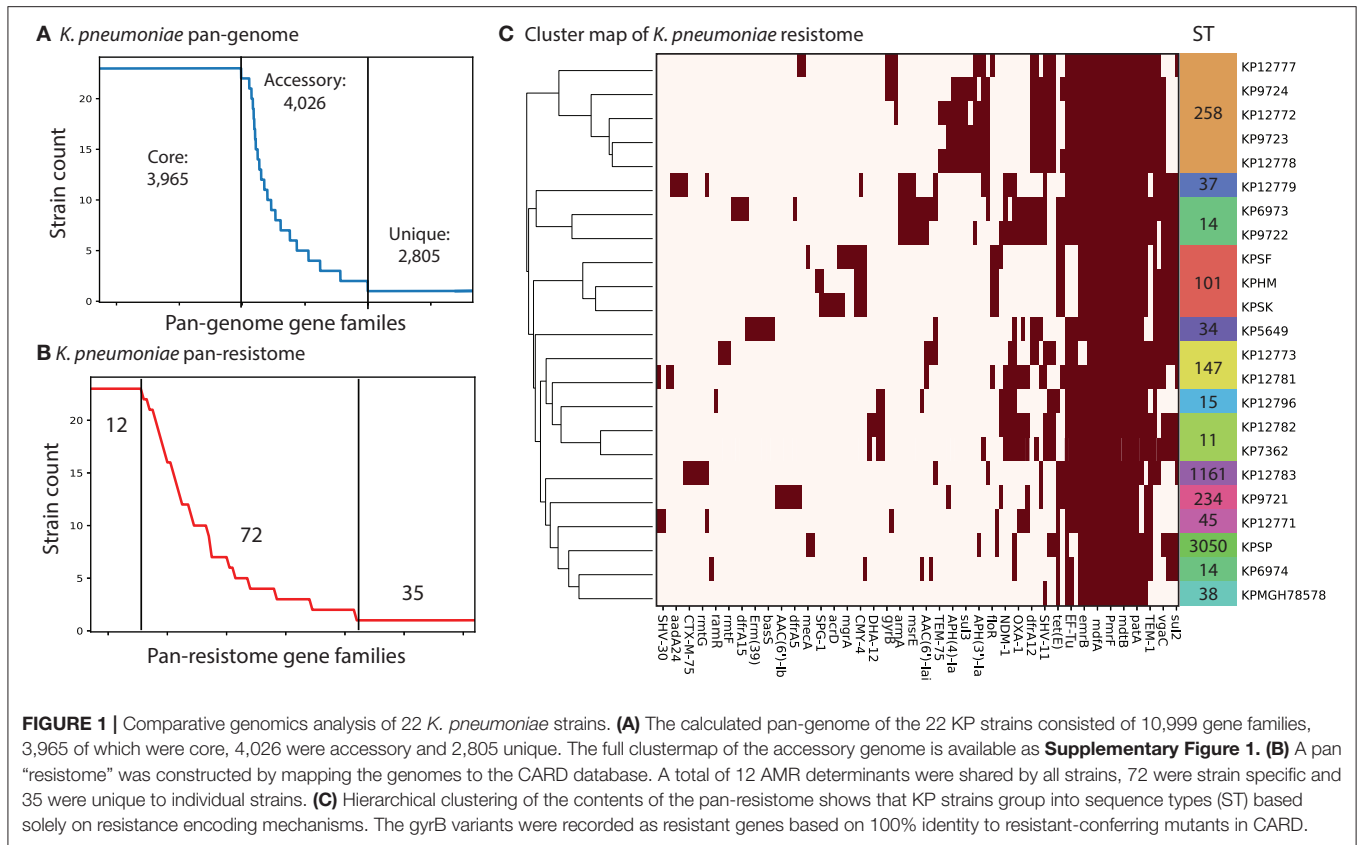 A K. pneumoniae pan-genome
Strain count
20
15
10
5
0
Core:
3,965
Accessory:
4,026
Unique:
2,805
Pan-genome gene familes
B K. pneumoniae pan-resistome
Strain count
20
15
10
5
0
12
72
35
Pan-resistome gene families
C Cluster map of K. pneumoniae resistome
ST
258
37
14
101
34
147
15
11
1161
234
45
3050
14
38
KP12777
KP9724
KP12772
KP9723
KP12778
KP12779
KP6973
KP9722
KPSF
KPHM
KPSK
KP5649
KP12773
KP12781
KP12796
KP12782
KP7362
KP12783
KP9721
KP12771
KPSP
KP6974
KPMGH78578
SHV-30
aadA24
CTX-M-75
rmtG
ramR
rmtF
dfrA15
Erm(39)
basS
AAC(6')-Ib
dfrA5
mecA
SPG-1
acrD
mgrA
CMY-4
DHA-12
gyrB
armA
msrE
AAC(6')-Iai
TEM-75
APH(4)-Ia
sul3
APH(3')-Ia
floR
NDM-1
OXA-1
dfrA12
SHV-11
tet(E)
EF-Tu
emrB
mdfA
PmrF
mdtB
patA
TEM-1
vgaC
sul2
FIGURE 1 | Comparative genomics analysis of 22 K. pneumoniae strains. (A) The calculated pan-genome of the 22 KP strains consisted of 10,999 gene families,
3,965 of which were core, 4,026 were accessory and 2,805 unique. The full clustermap of the accessory genome is available as Supplementary Figure 1. (B) A pan
"resistome" was constructed by mapping the genomes to the CARD database. A total of 12 AMR determinants were shared by all strains, 72 were strain specific and
35 were unique to individual strains. (C) Hierarchical clustering of the contents of the pan-resistome shows that KP strains group into sequence types (ST) based
solely on resistance encoding mechanisms. The gyrB variants were recorded as resistant genes based on 100% identity to resistant-conferring mutants in CARD.